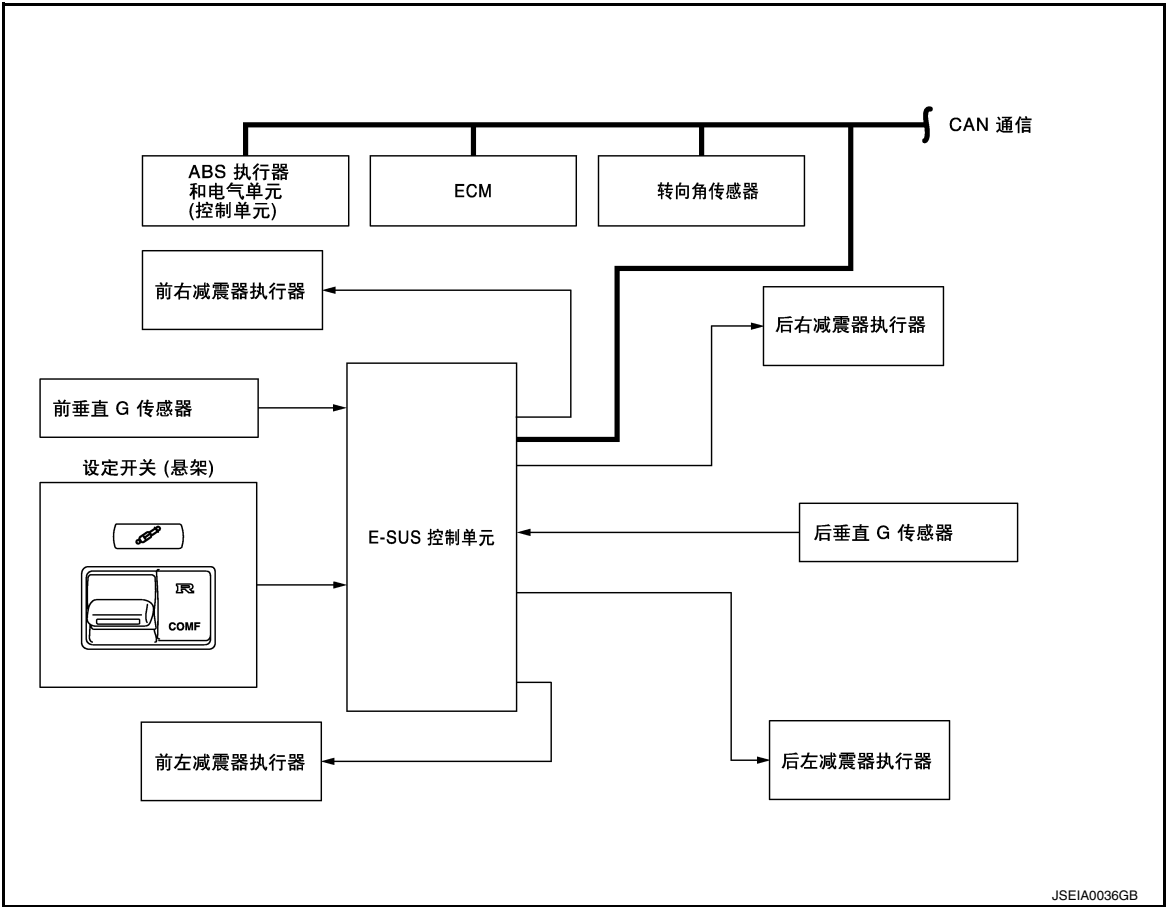 CAN 通信
ABS 执行器
和电气单元
(控制单元)
ECM
转向角传感器
前右减震器执行器
后右减震器执行器
前垂直 G 传感器
设定开关 (悬架)
R
COMF
E-SUS 控制单元
后垂直 G 传感器
前左减震器执行器
后左减震器执行器
JSEIA0036GB